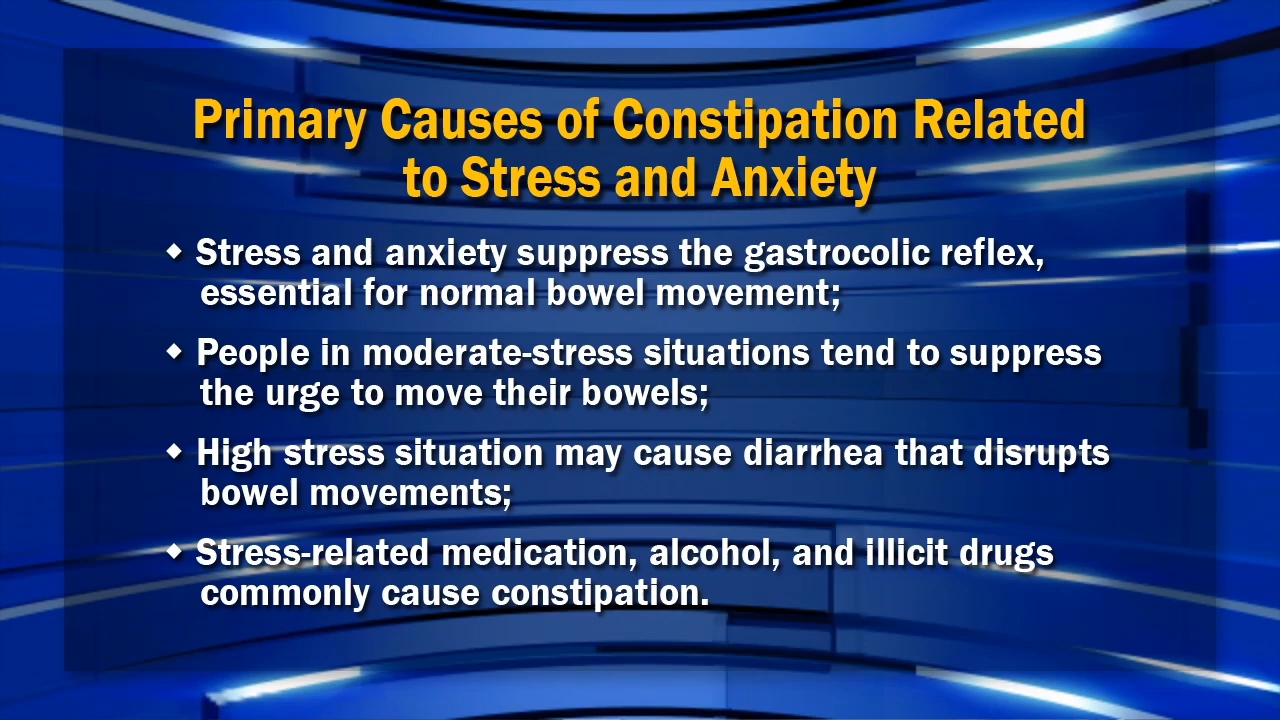 Primary Causes of Constipation Related
to Stress and Anxiety
◆ Stress and anxiety suppress the gastrocolic reflex,
essential for normal bowel movement;
◆ People in moderate-stress situations tend to suppress
the urge to move their bowels;
◆ High stress situation may cause diarrhea that disrupts
bowel movements;
◆ Stress-related medication, alcohol, and illicit drugs
commonly cause constipation.